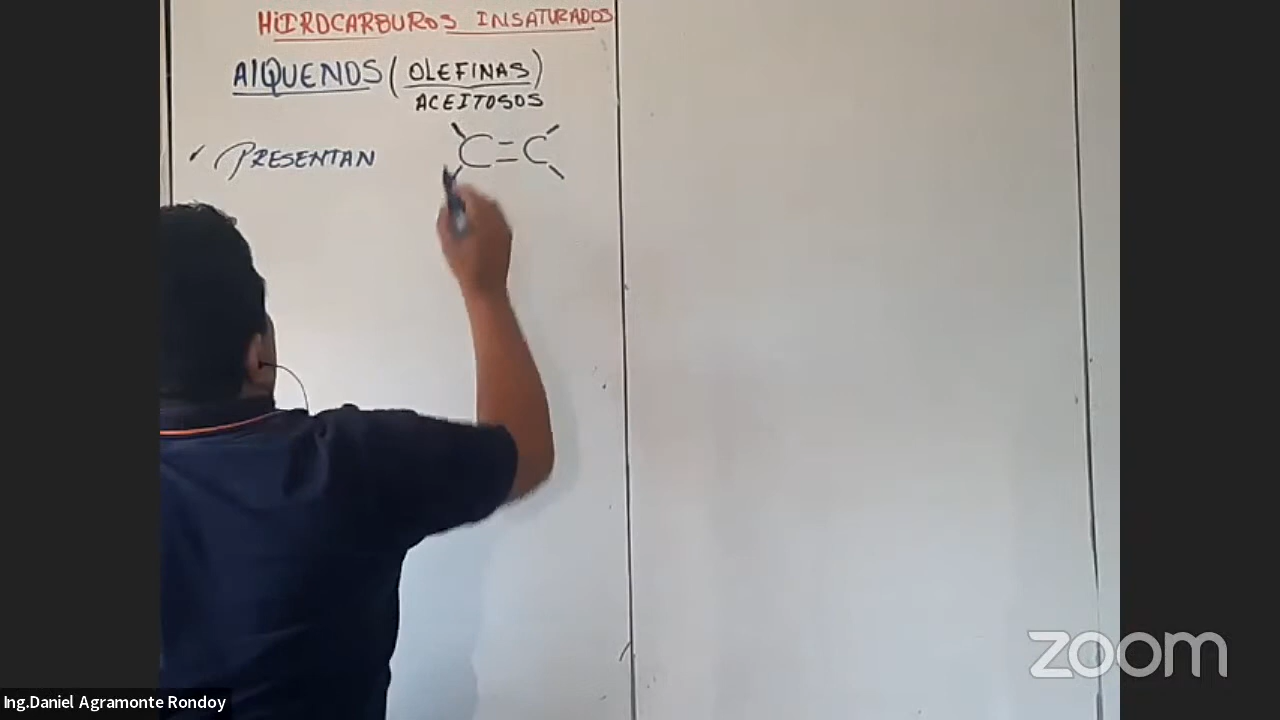 HIDROCARBUROS INSATURADOS
AlQUENOS (OLEFINAS)
ACEITOSOS
✓ PRESENTAN C=C
zoom
Ing.Daniel Agramonte Rondoy